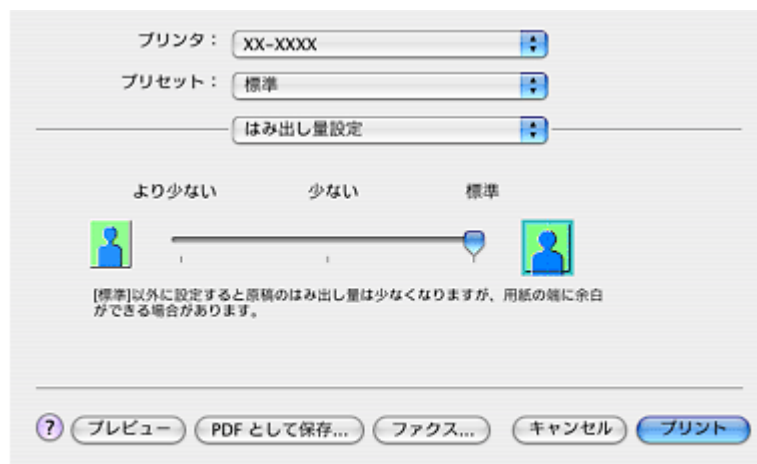 プリンタ： XX-XXXX
プリセット： 標準
はみ出し量設定
より少ない 少ない 標準
[標準]以外に設定すると原稿のはみ出し量は少なくなりますが、用紙の端に余白
ができる場合があります。
? プレビュー PDF として保存... ファクス... キャンセル プリント